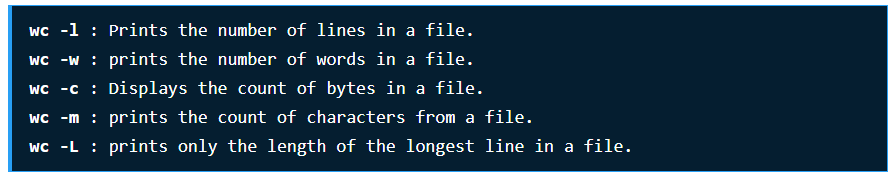 wc -l : Prints the number of lines in a file.
wc -w : prints the number of words in a file.
wc -c : Displays the count of bytes in a file.
wc -m : prints the count of characters from a file.
wc -L : prints only the length of the longest line in a file.